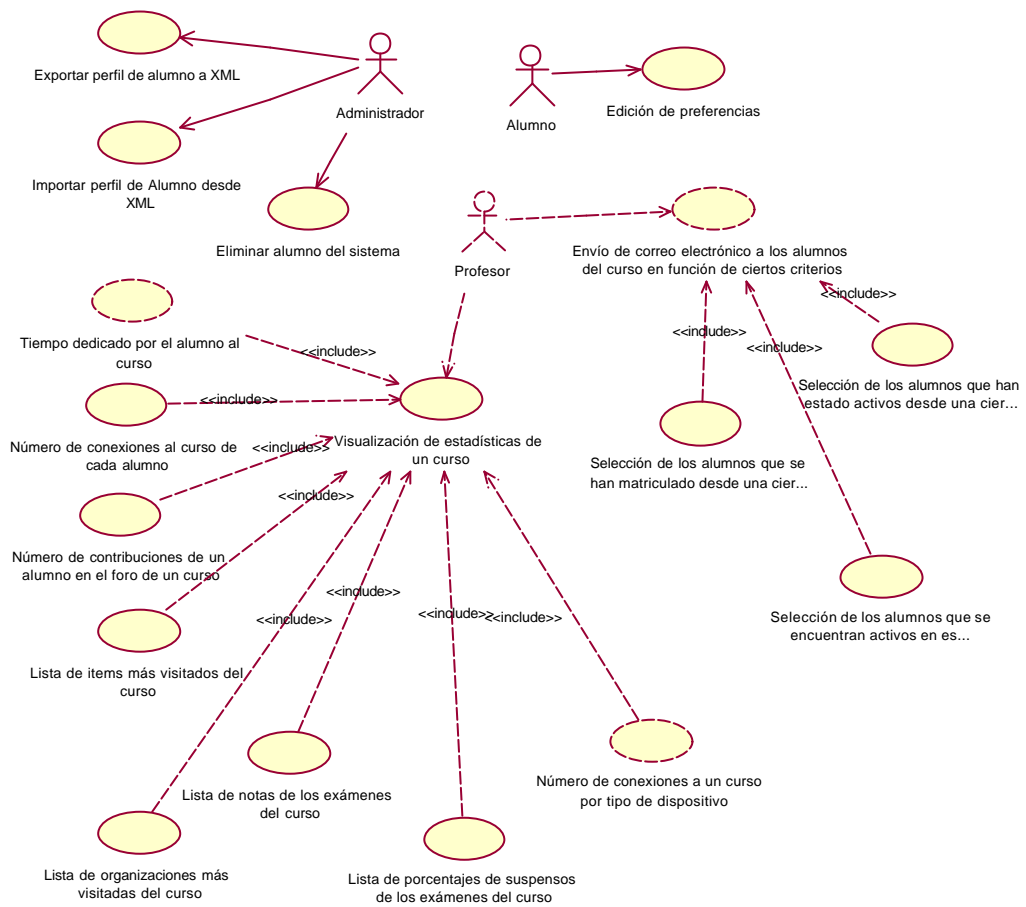 Exportar perfil de alumno a XML
Administrador
Alumno
Edición de preferencias
Importar perfil de Alumno desde
XML
Eliminar alumno del sistema
Profesor
Envío de correo electrónico a los alumnos
del curso en función de ciertos criterios
<<include>>
<<include>>
<<include>>
Tiempo dedicado por el alumno al
curso
<<include>>
Selección de los alumnos que han
estado activos desde una cier...
<<include>>
Número de conexiones al curso de
cada alumno
<<include>>
Visualización de estadísticas de
un curso
Selección de los alumnos que se
han matriculado desde una cier...
<<include>>
Número de contribuciones de un
alumno en el foro de un curso
<<include>>
<<include>>
<<include>>
<<include>>
Selección de los alumnos que se
encuentran activos en es...
Lista de items más visitados del
curso
Lista de notas de los exámenes
del curso
Número de conexiones a un curso
por tipo de dispositivo
Lista de organizaciones más
visitadas del curso
Lista de porcentajes de suspensos
de los exámenes del curso